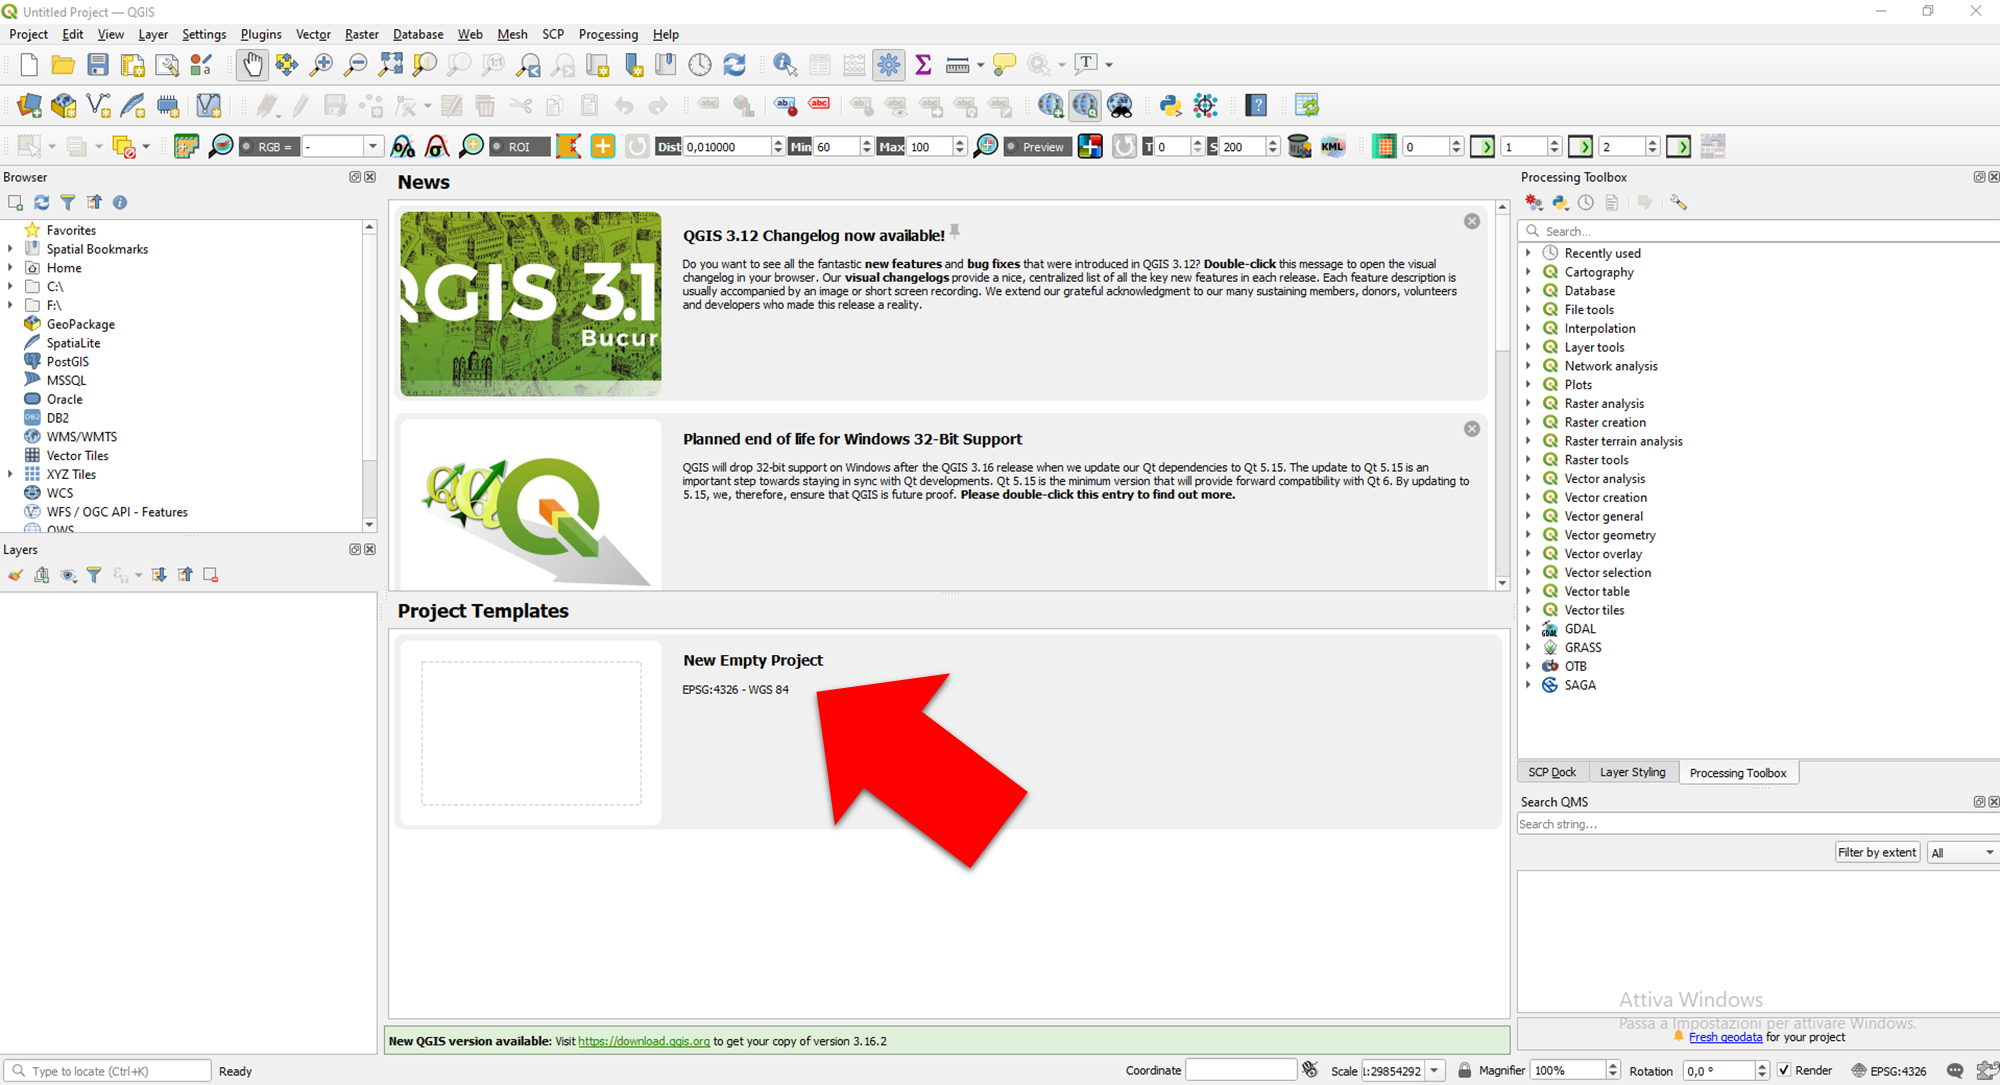 Untitled Project — QGIS
Project Edit View Layer Settings Plugins Vector Raster Database Web Mesh SCP Processing Help
RGB = - ROI Dist 0,010000 Min 60 Max 100 Preview T 0 S 200 KML 0 1 2
Browser
Favorites
Spatial Bookmarks
Home
C:\
F:\
GeoPackage
SpatiaLite
PostGIS
MSSQL
Oracle
DB2
WMS/WMTS
Vector Tiles
XYZ Tiles
WCS
WFS / OGC API - Features
OWS
Layers
News
QGIS 3.1
Bucur
QGIS 3.12 Changelog now available!
Do you want to see all the fantastic new features and bug fixes that were introduced in QGIS 3.12? Double-click this message to open the visual
changelog in your browser. Our visual changelogs provide a nice, centralized list of all the key new features in each release. Each feature description is
usually accompanied by an image or short screen recording. We extend our grateful acknowledgment to our many sustaining members, donors, volunteers
and developers who made this release a reality.
Planned end of life for Windows 32-Bit Support
QGIS will drop 32-bit support on Windows after the QGIS 3.16 release when we update our Qt dependencies to Qt 5.15. The update to Qt 5.15 is an
important step towards staying in sync with Qt developments. Qt 5.15 is the minimum version that will provide forward compatibility with Qt 6. By updating to
5.15, we, therefore, ensure that QGIS is future proof. Please double-click this entry to find out more.
Project Templates
New Empty Project
EPSG:4326 - WGS 84
New QGIS version available: Visit https://download.qgis.org to get your copy of version 3.16.2
Processing Toolbox
Search...
Recently used
Cartography
Database
File tools
Interpolation
Layer tools
Network analysis
Plots
Raster analysis
Raster creation
Raster terrain analysis
Raster tools
Vector analysis
Vector creation
Vector general
Vector geometry
Vector overlay
Vector selection
Vector table
Vector tiles
GDAL
GRASS
OTB
SAGA
SCP Dock Layer Styling Processing Toolbox
Search QMS
Search string...
Filter by extent All
Attiva Windows
Passa a Impostazioni per attivare Windows.
Fresh geodata for your project
Type to locate (Ctrl+K) Ready Coordinate Scale 1:29854292 Magnifier 100% Rotation 0,0 ° Render EPSG:4326